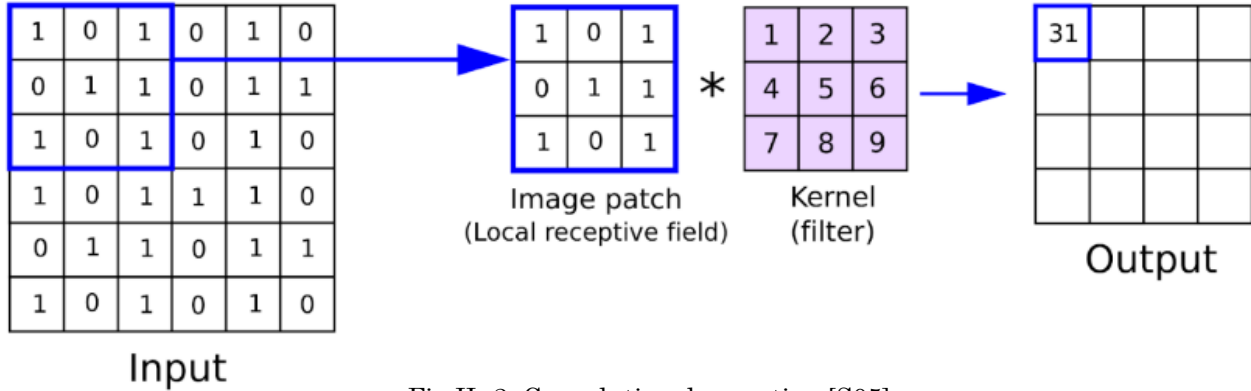 1 0 1 0 1 0 1 0 1 1 2 3 31
0 1 1 0 1 1 0 1 1 * 4 5 6
1 0 1 0 1 0 1 0 1 7 8 9
1 0 1 1 1 0
0 1 1 0 1 1
1 0 1 0 1 0
Input
Image patch
(Local receptive field)
Kernel
(filter)
Output
Convolutional operation